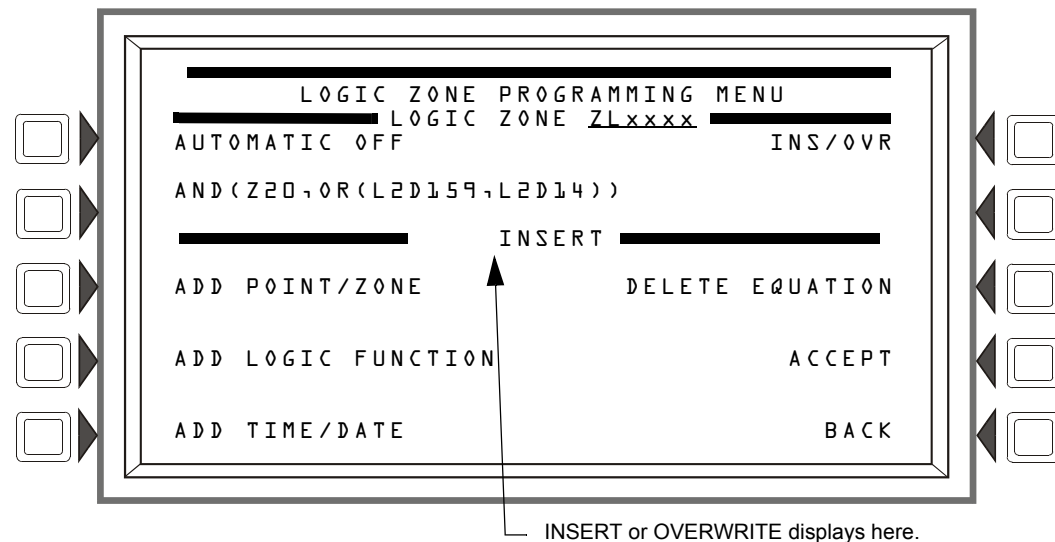 LOGIC ZONE PROGRAMMING MENU
LOGIC ZONE ZLxxxx
AUTOMATIC OFF INS/OVR
AND(Z20,OR(L2D159,L2D14))
INSERT
ADD POINT/ZONE DELETE EQUATION
ADD LOGIC FUNCTION ACCEPT
ADD TIME/DATE BACK
INSERT or OVERWRITE displays here.